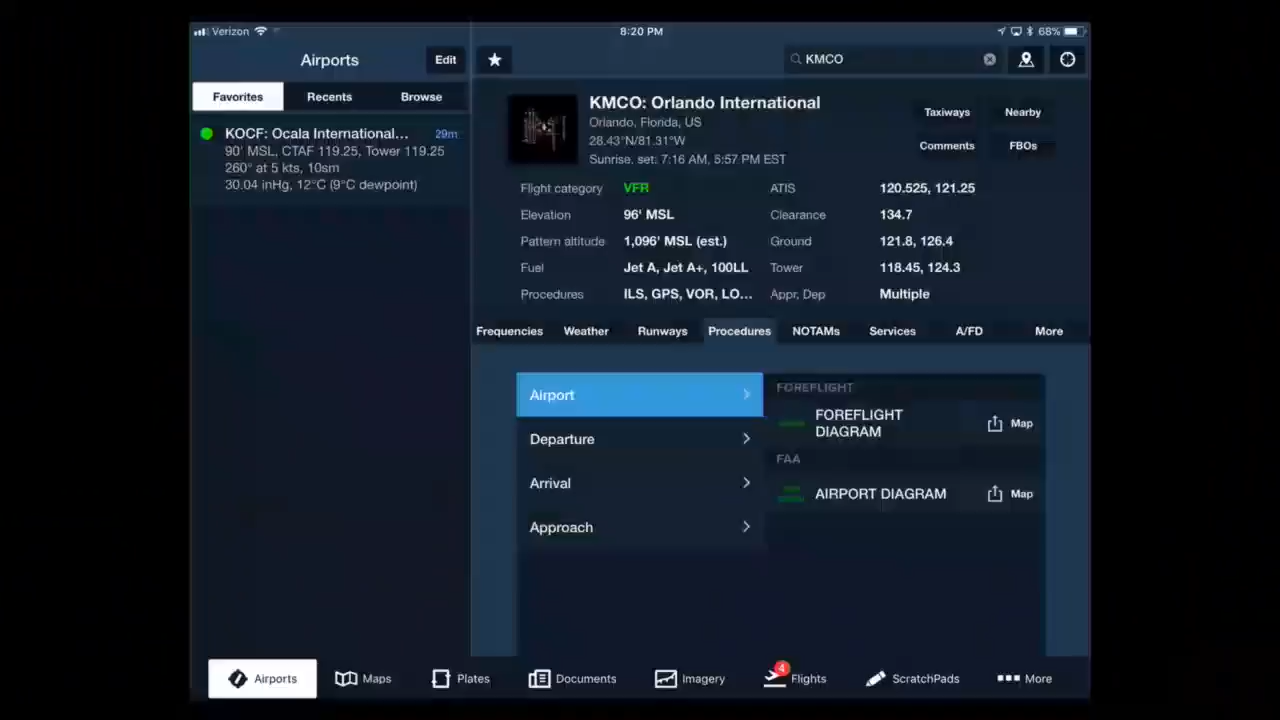 Verizon
8:20 PM
68%
Airports
Edit
KMCO
Favorites
Recents
Browse
KOCF: Ocala International...
29m
90' MSL, CTAF 119.25, Tower 119.25
260° at 5 kts, 10sm
30.04 inHg, 12°C (9°C dewpoint)
KMCO: Orlando International
Orlando, Florida, US
28.43°N/81.31°W
Sunrise, set: 7:16 AM, 5:57 PM EST
Taxiways
Nearby
Comments
FBOs
Flight category VFR
ATIS 120.525, 121.25
Elevation 96' MSL
Clearance 134.7
Pattern altitude 1,096' MSL (est.)
Ground 121.8, 126.4
Fuel Jet A, Jet A+, 100LL
Tower 118.45, 124.3
Procedures ILS, GPS, VOR, LO...
Appr, Dep Multiple
Frequencies
Weather
Runways
Procedures
NOTAMs
Services
A/FD
More
Airport
Departure
Arrival
Approach
FOREFLIGHT
FOREFLIGHT
DIAGRAM
Map
FAA
AIRPORT DIAGRAM
Map
Airports
Maps
Plates
Documents
Imagery
4
Flights
ScratchPads
More